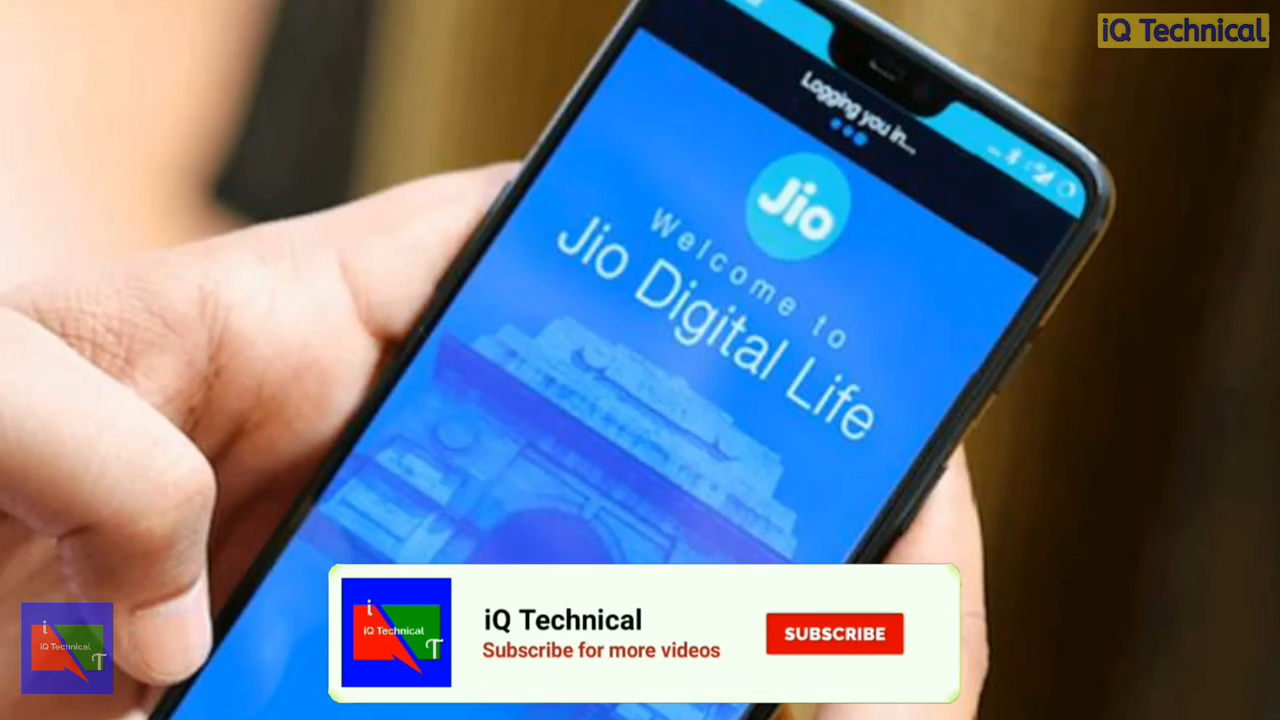 iQ Technical
Logging you in...
Jio
Welcome to
Jio Digital Life
i
iQ Technical
T
iQ Technical
Subscribe for more videos
SUBSCRIBE
i
iQ Technical
T